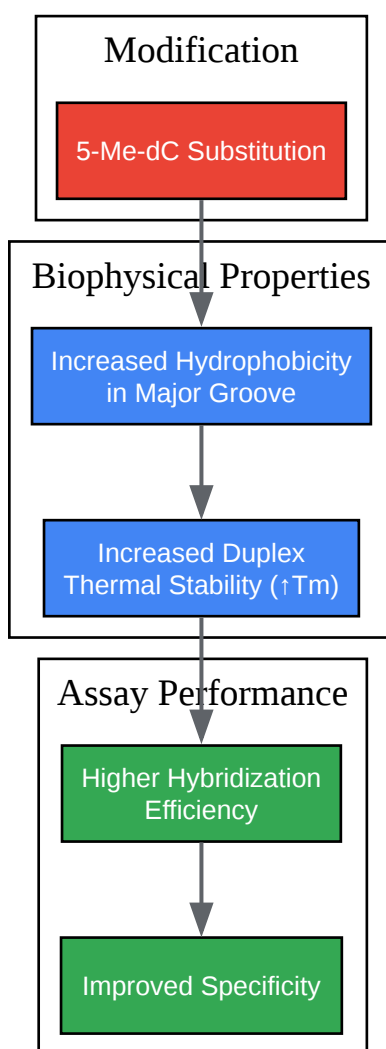 Modification
5-Me-dC Substitution
Biophysical Properties
Increased Hydrophobicity
in Major Groove
Increased Duplex
Thermal Stability (↑Tm)
Assay Performance
Higher Hybridization
Efficiency
Improved Specificity